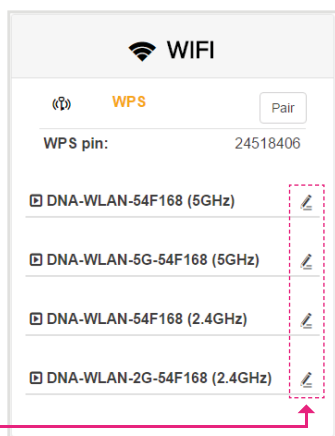 WIFI
WPS Pair
WPS pin: 24518406
DNA-WLAN-54F168 (5GHz)
DNA-WLAN-5G-54F168 (5GHz)
DNA-WLAN-54F168 (2.4GHz)
DNA-WLAN-2G-54F168 (2.4GHz)